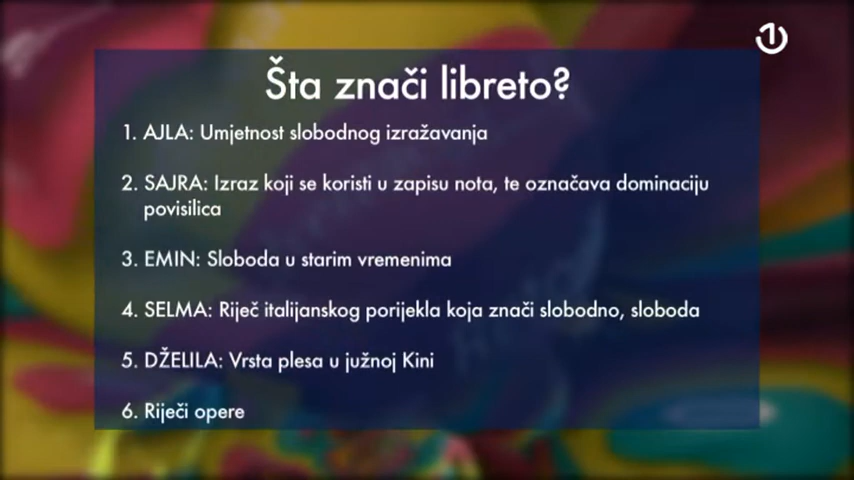 Šta znači libreto?
1. AJLA: Umjetnost slobodnog izražavanja
2. SAJRA: Izraz koji se koristi u zapisu nota, te označava dominaciju
povisilica
3. EMIN: Sloboda u starim vremenima
4. SELMA: Riječ italijanskog porijekla koja znači slobodno, sloboda
5. DŽELILA: Vrsta plesa u južnoj Kini
6. Riječi opere